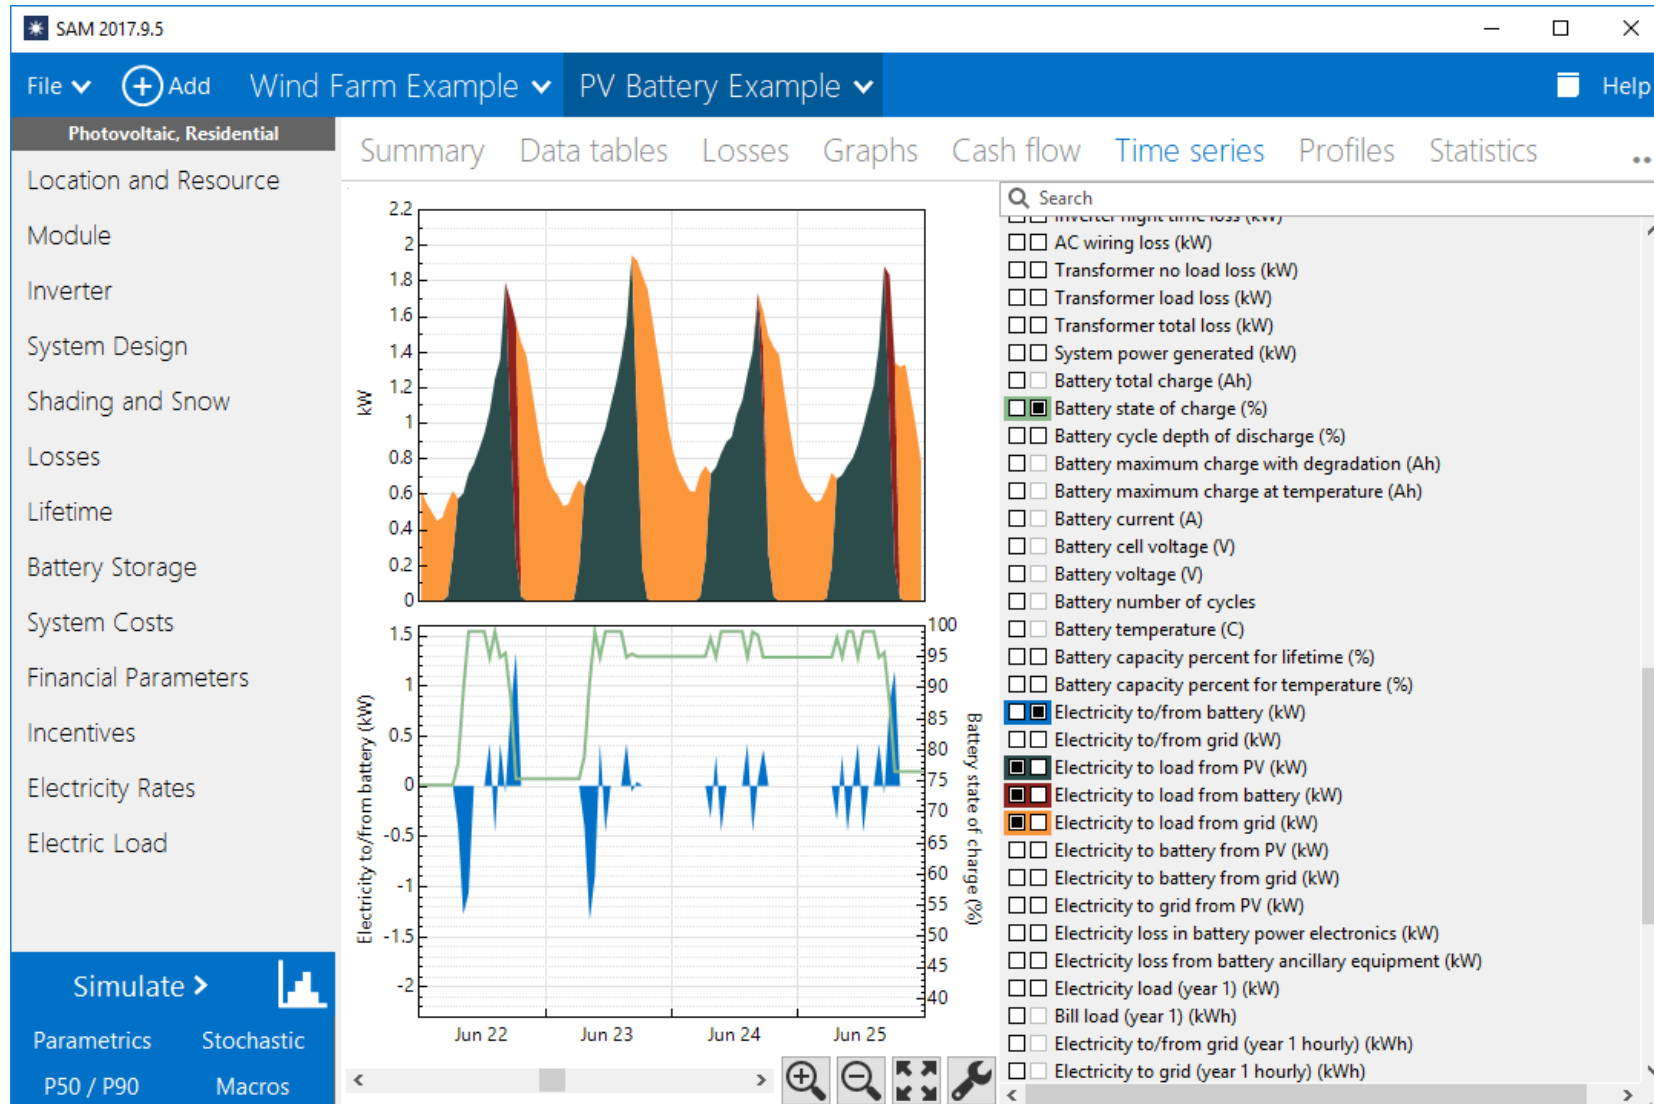 SAM 2017.9.5
File Add Wind Farm Example PV Battery Example Help
Photovoltaic, Residential
Location and Resource
Module
Inverter
System Design
Shading and Snow
Losses
Lifetime
Battery Storage
System Costs
Financial Parameters
Incentives
Electricity Rates
Electric Load
Simulate >
Parametrics Stochastic
P50 / P90 Macros
Summary Data tables Losses Graphs Cash flow Time series Profiles Statistics ..
2.2
2
1.8
1.6
1.4
1.2
1
0.8
0.6
0.4
0.2
0
kW
1.5
1
0.5
0
-0.5
-1
-1.5
-2
Electricity to/from battery (kW)
100
95
90
85
80
75
70
65
60
55
50
45
40
Battery state of charge (%)
Jun 22 Jun 23 Jun 24 Jun 25
Search
Inverter night time loss (kW)
AC wiring loss (kW)
Transformer no load loss (kW)
Transformer load loss (kW)
Transformer total loss (kW)
System power generated (kW)
Battery total charge (Ah)
Battery state of charge (%)
Battery cycle depth of discharge (%)
Battery maximum charge with degradation (Ah)
Battery maximum charge at temperature (Ah)
Battery current (A)
Battery cell voltage (V)
Battery voltage (V)
Battery number of cycles
Battery temperature (C)
Battery capacity percent for lifetime (%)
Battery capacity percent for temperature (%)
Electricity to/from battery (kW)
Electricity to/from grid (kW)
Electricity to load from PV (kW)
Electricity to load from battery (kW)
Electricity to load from grid (kW)
Electricity to battery from PV (kW)
Electricity to battery from grid (kW)
Electricity to grid from PV (kW)
Electricity loss in battery power electronics (kW)
Electricity loss from battery ancillary equipment (kW)
Electricity load (year 1) (kW)
Bill load (year 1) (kWh)
Electricity to/from grid (year 1 hourly) (kWh)
Electricity to grid (year 1 hourly) (kWh)